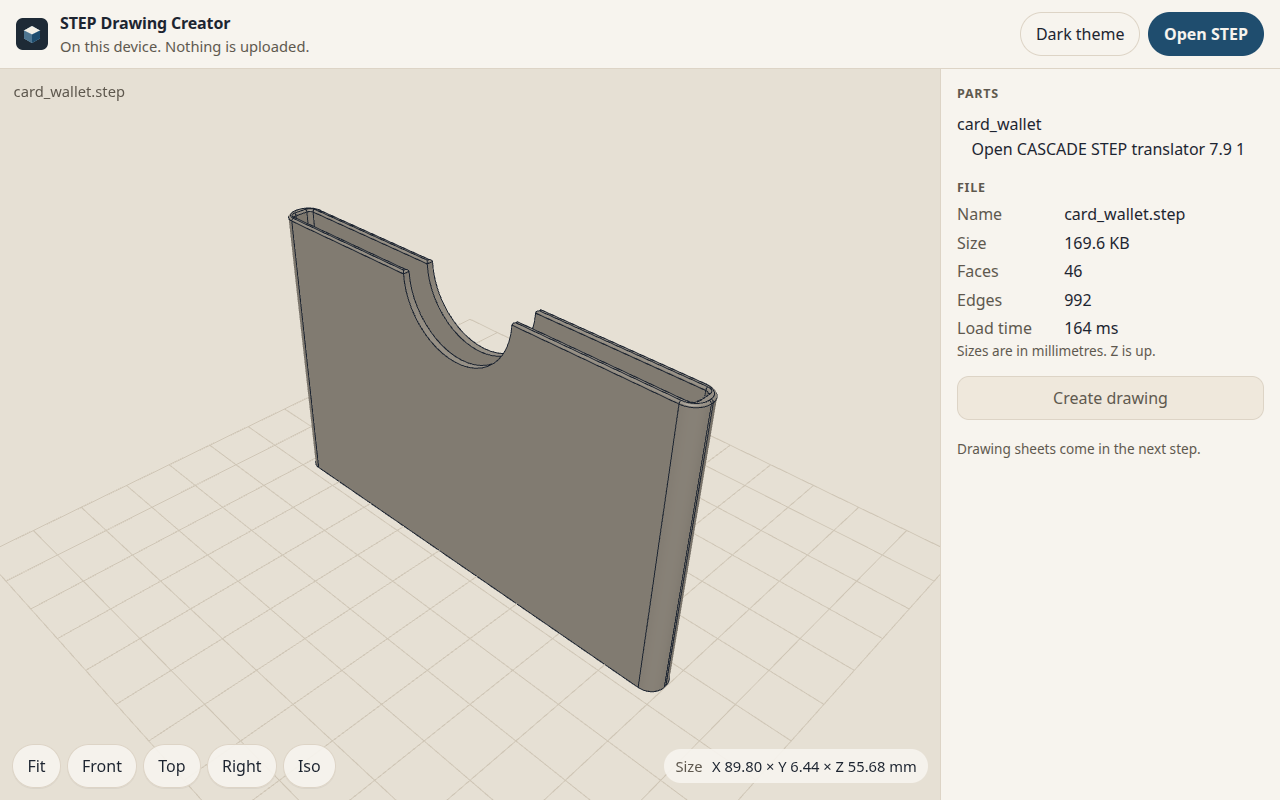 STEP Drawing Creator
On this device. Nothing is uploaded.
Dark theme
Open STEP
card_wallet.step
PARTS
card_wallet
Open CASCADE STEP translator 7.9 1
FILE
Name card_wallet.step
Size 169.6 KB
Faces 46
Edges 992
Load time 164 ms
Sizes are in millimetres. Z is up.
Create drawing
Drawing sheets come in the next step.
Fit Front Top Right Iso
Size X 89.80 × Y 6.44 × Z 55.68 mm